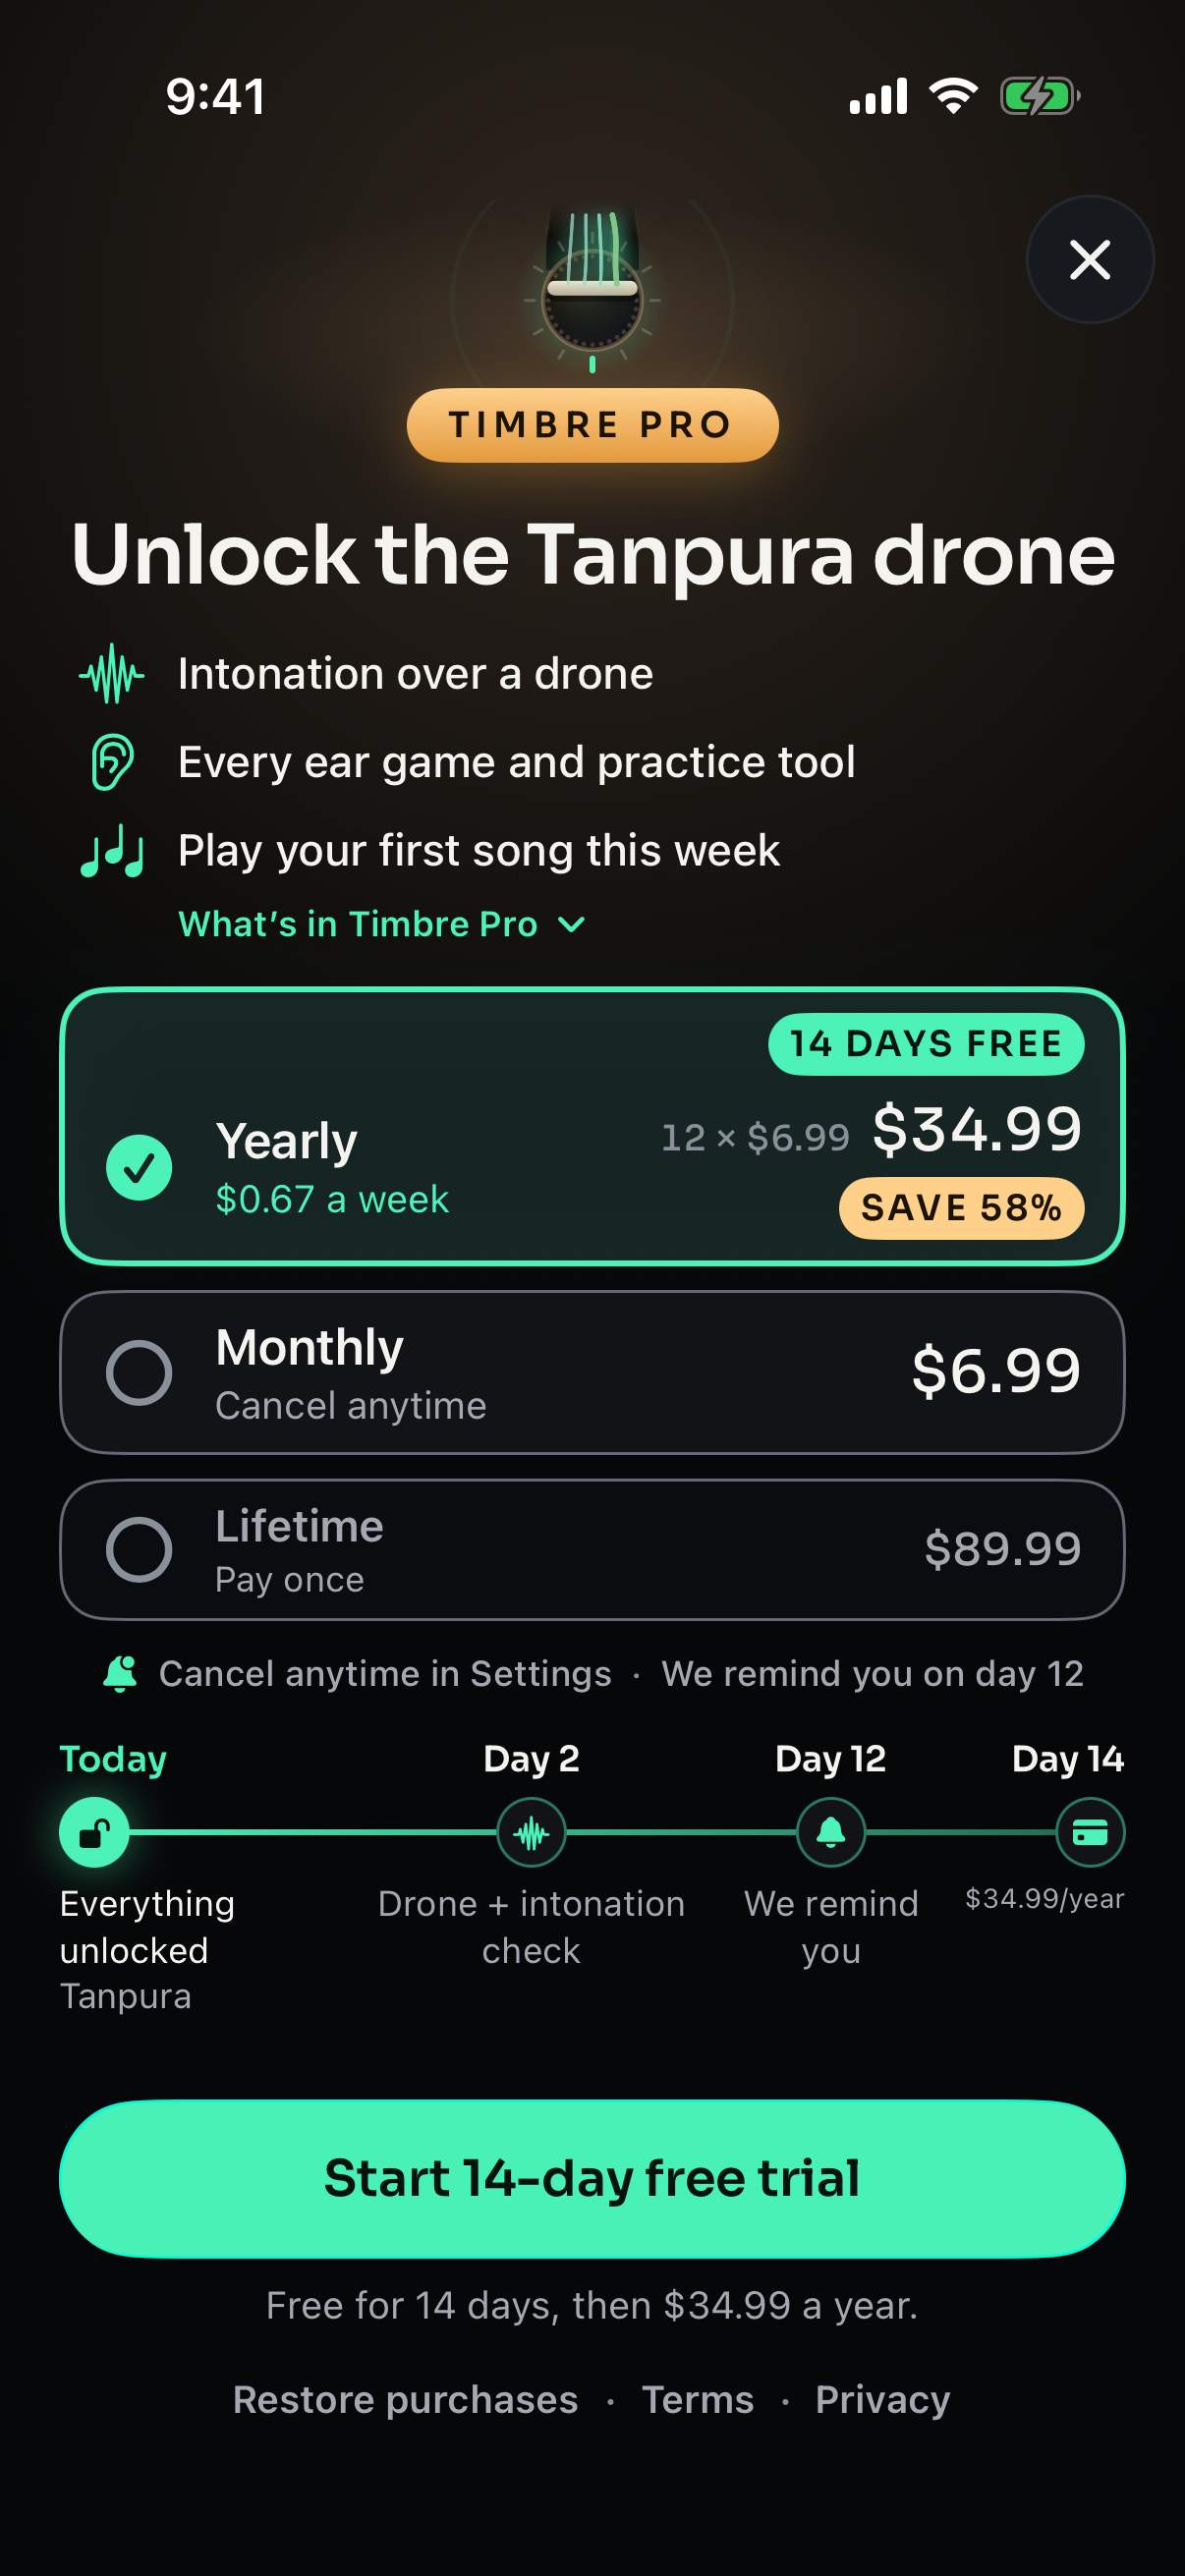 9:41
TIMBRE PRO
Unlock the Tanpura drone
Intonation over a drone
Every ear game and practice tool
Play your first song this week
What's in Timbre Pro
14 DAYS FREE
Yearly
12 × $6.99 $34.99
$0.67 a week
SAVE 58%
Monthly
$6.99
Cancel anytime
Lifetime
$89.99
Pay once
Cancel anytime in Settings · We remind you on day 12
Today
Day 2
Day 12
Day 14
Everything
unlocked
Tanpura
Drone + intonation
check
We remind
you
$34.99/year
Start 14-day free trial
Free for 14 days, then $34.99 a year.
Restore purchases · Terms · Privacy